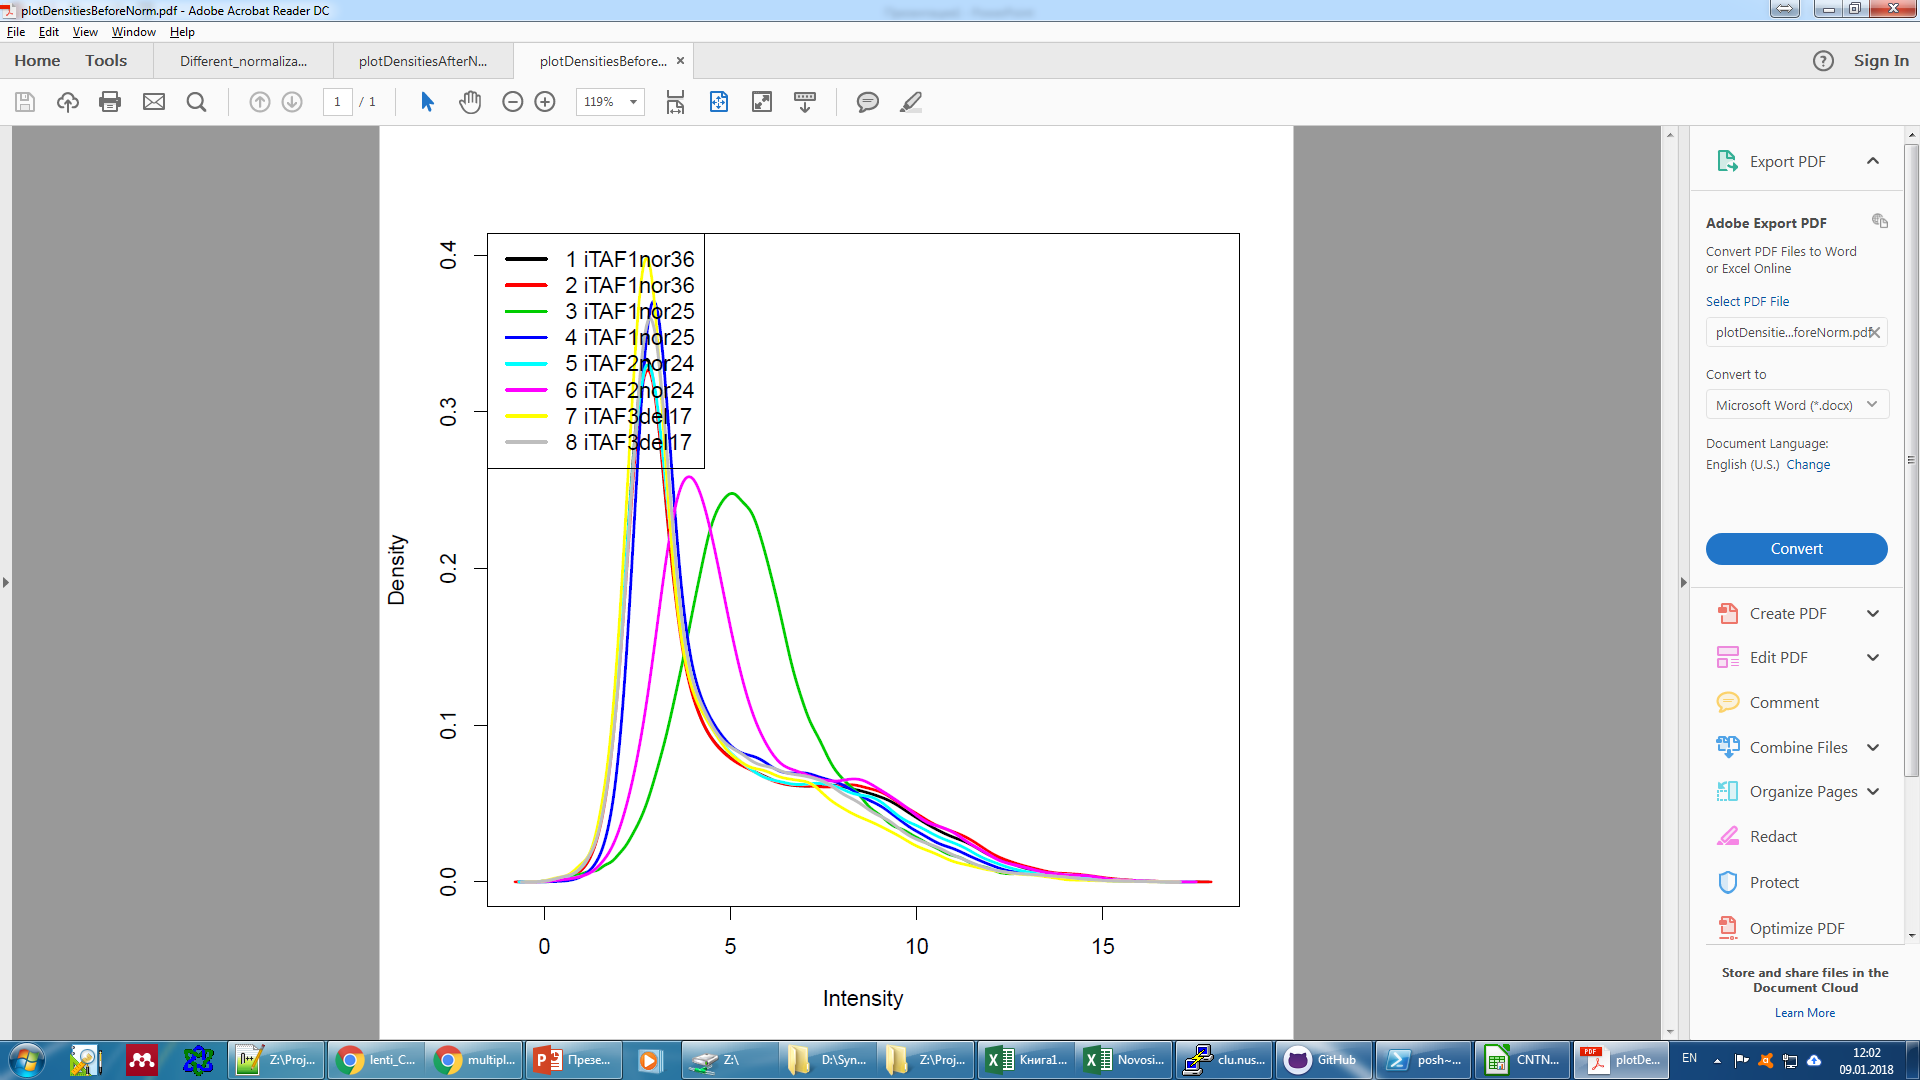 plotDensitiesBeforeNorm.pdf - Adobe Acrobat Reader DC
File Edit View Window Help
Home Tools Different_normaliza... plotDensitiesAfterN... plotDensitiesBefore... ×
Sign In
1 / 1 119%
0.4
0.3
0.2
0.1
0.0
Density
1 iTAF1nor36
2 iTAF1nor36
3 iTAF1nor25
4 iTAF1nor25
5 iTAF2nor24
6 iTAF2nor24
7 iTAF3del17
8 iTAF3del17
0 5 10 15
Intensity
Export PDF
Adobe Export PDF
Convert PDF Files to Word
or Excel Online
Select PDF File
plotDensitie...foreNorm.pdf
Convert to
Microsoft Word (*.docx)
Document Language:
English (U.S.) Change
Convert
Create PDF
Edit PDF
Comment
Combine Files
Organize Pages
Redact
Protect
Optimize PDF
Store and share files in the
Document Cloud
Learn More
Z:\Proj... lenti_C... multipl... Презе... Z:\ D:\Syn... Z:\Proj... Книга1... Novosi... clu.nus... GitHub posh~... CNTN... plotDe... EN
12:02
09.01.2018